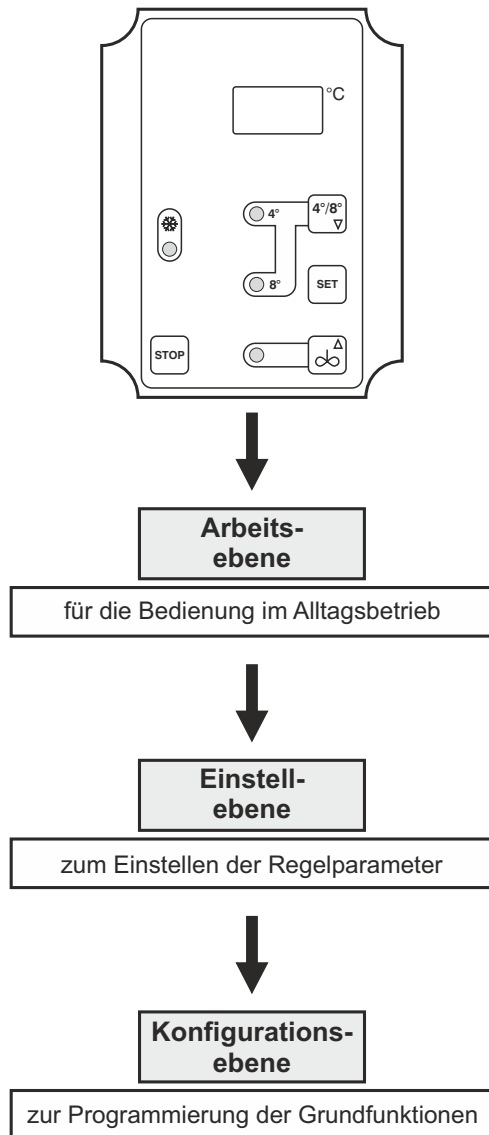 °C
4°
4°/8°
8°
SET
STOP
Arbeits-
ebene
für die Bedienung im Alltagsbetrieb
Einstell-
ebene
zum Einstellen der Regelparameter
Konfigurations-
ebene
zur Programmierung der Grundfunktionen